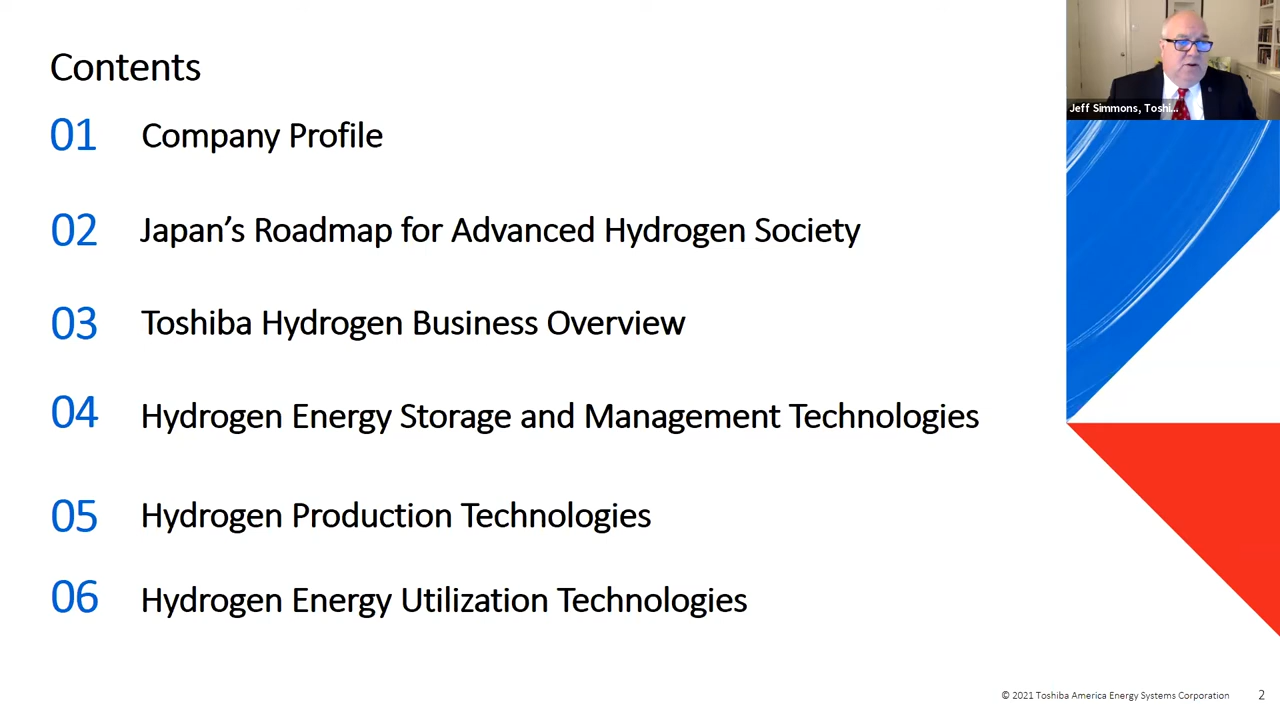 Contents
01 Company Profile
02 Japan’s Roadmap for Advanced Hydrogen Society
03 Toshiba Hydrogen Business Overview
04 Hydrogen Energy Storage and Management Technologies
05 Hydrogen Production Technologies
06 Hydrogen Energy Utilization Technologies
Jeff Simmons, Toshi...
© 2021 Toshiba America Energy Systems Corporation 2